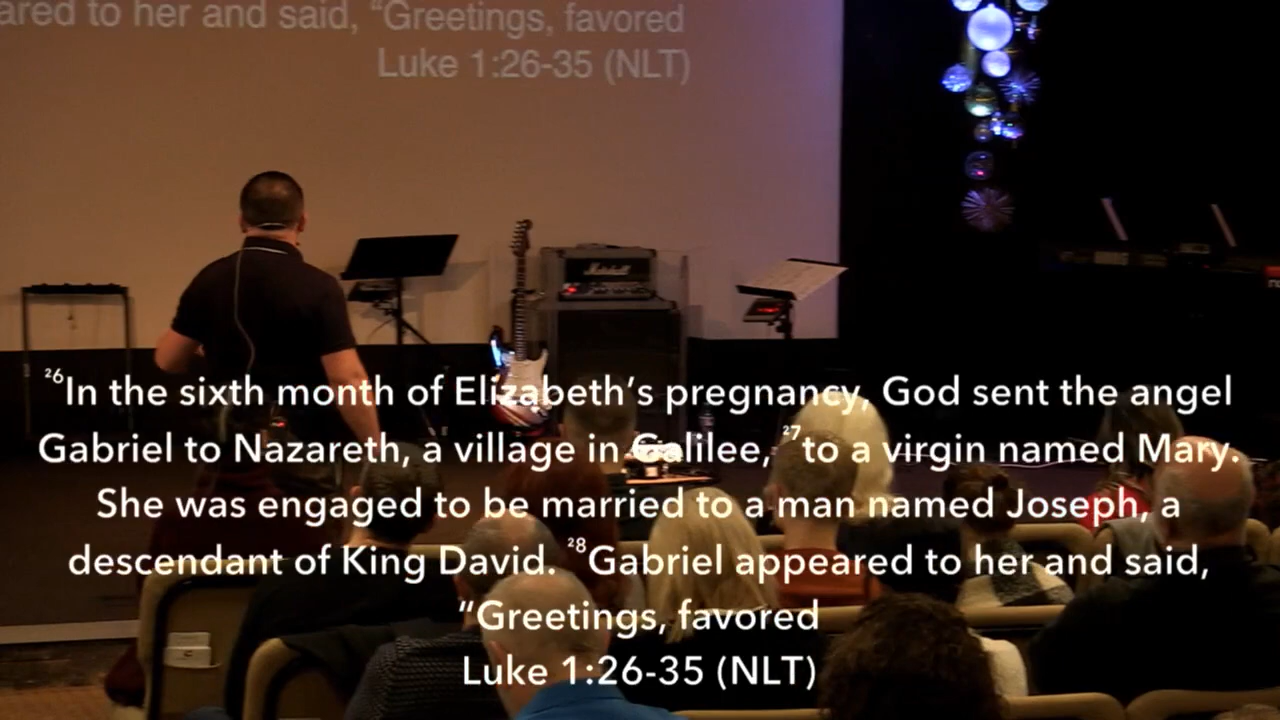 ared to her and said, “Greetings, favored
Luke 1:26-35 (NLT)
Marshall
²⁶In the sixth month of Elizabeth’s pregnancy, God sent the angel
Gabriel to Nazareth, a village in Galilee, ²⁷to a virgin named Mary.
She was engaged to be married to a man named Joseph, a
descendant of King David. ²⁸Gabriel appeared to her and said,
“Greetings, favored
Luke 1:26-35 (NLT)